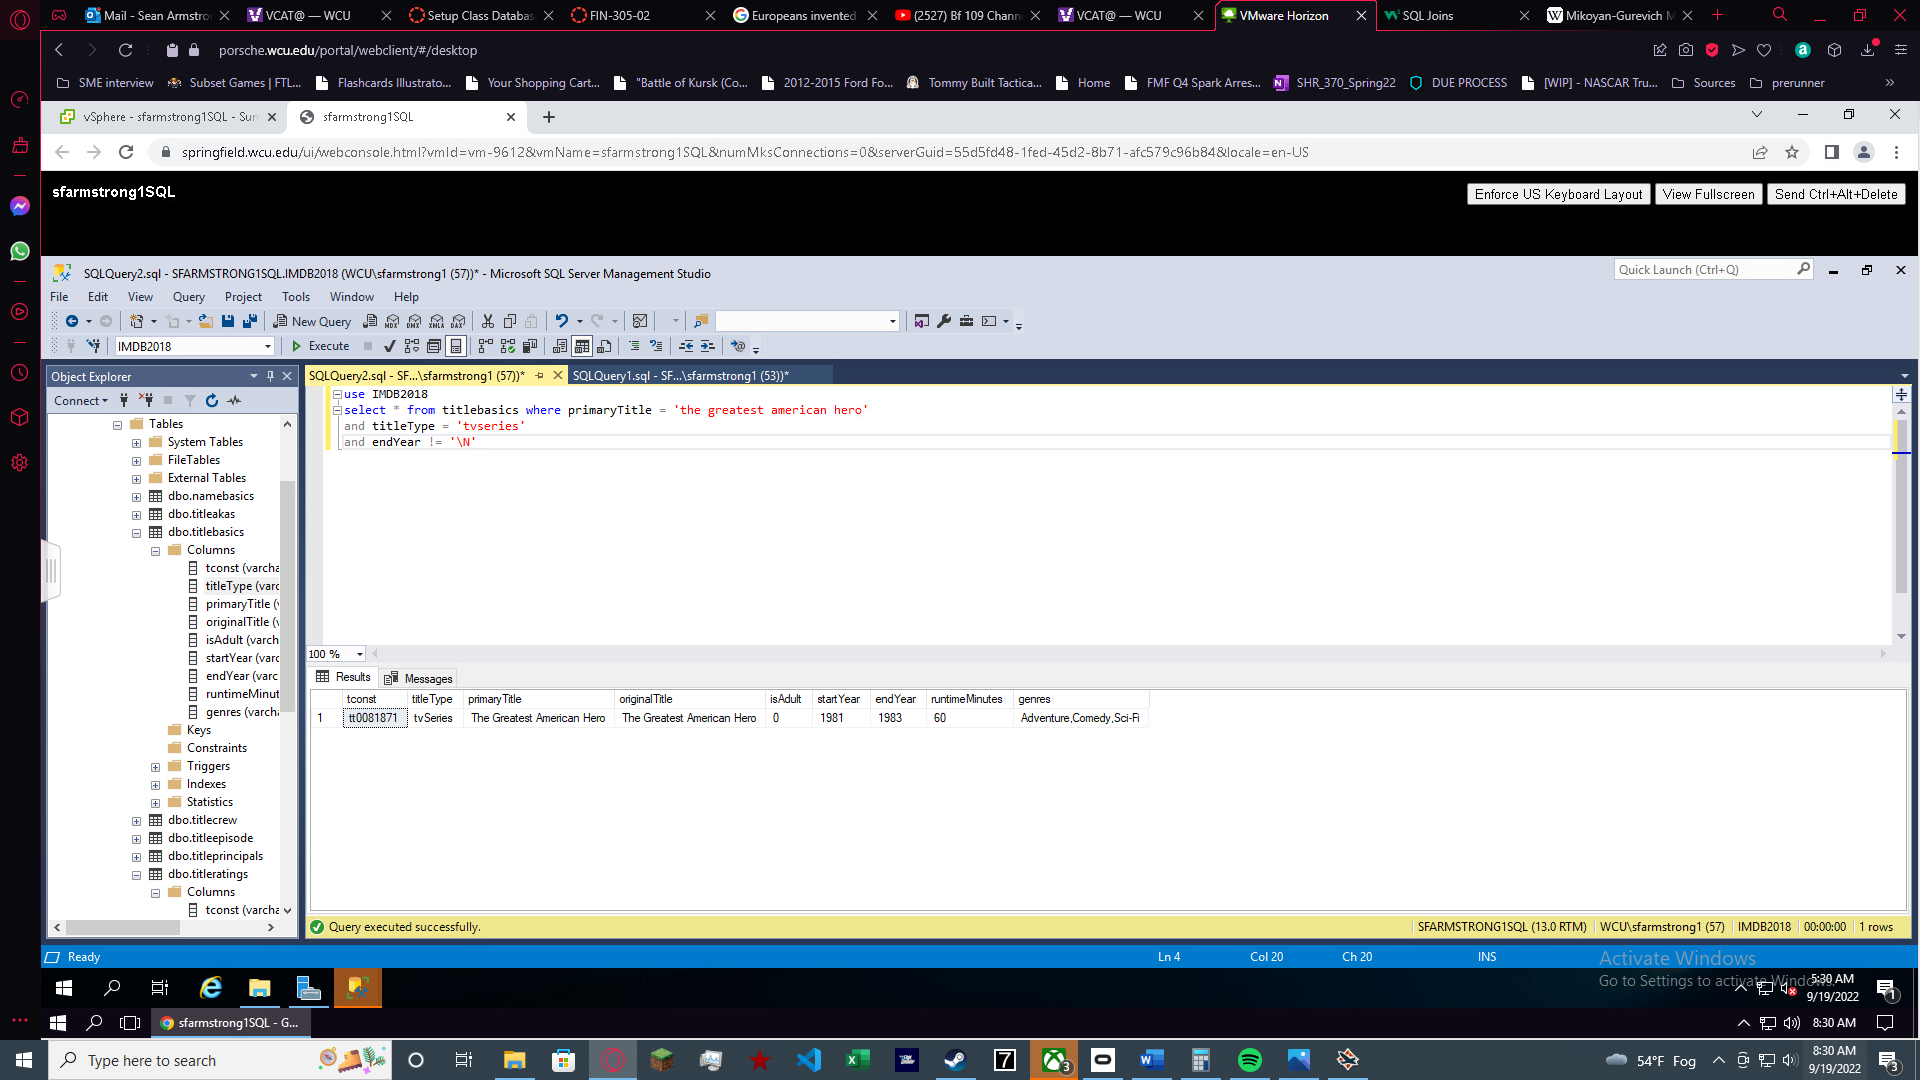 Mail - Sean Armstro
VCAT@ — WCU
Setup Class Databas
FIN-305-02
Europeans invented
(2527) Bf 109 Chann
VCAT@ — WCU
VMware Horizon
SQL Joins
Mikoyan-Gurevich M
porsche.wcu.edu/portal/webclient/#/desktop
SME interview
Subset Games | FTL...
Flashcards Illustrato...
Your Shopping Cart...
"Battle of Kursk (Co...
2012-2015 Ford Fo...
Tommy Built Tactica...
Home
FMF Q4 Spark Arres...
SHR_370_Spring22
DUE PROCESS
[WIP] - NASCAR Tru...
Sources
prerunner
vSphere - sfarmstrong1SQL - Sum
sfarmstrong1SQL
springfield.wcu.edu/ui/webconsole.html?vmId=vm-9612&vmName=sfarmstrong1SQL&numMksConnections=0&serverGuid=55d5fd48-1fed-45d2-8b71-afc579c96b84&locale=en-US
sfarmstrong1SQL
Enforce US Keyboard Layout
View Fullscreen
Send Ctrl+Alt+Delete
SQLQuery2.sql - SFARMSTRONG1SQL.IMDB2018 (WCU\sfarmstrong1 (57))* - Microsoft SQL Server Management Studio
Quick Launch (Ctrl+Q)
File Edit View Query Project Tools Window Help
New Query
MDX DMX XMLA DAX
IMDB2018
Execute
Object Explorer
Connect
Tables
System Tables
FileTables
External Tables
dbo.namebasics
dbo.titleakas
dbo.titlebasics
Columns
tconst (varcha
titleType (varc
primaryTitle (v
originalTitle (v
isAdult (varch
startYear (varc
endYear (varc
runtimeMinut
genres (varcha
Keys
Constraints
Triggers
Indexes
Statistics
dbo.titlecrew
dbo.titleepisode
dbo.titleprincipals
dbo.titleratings
Columns
tconst (varcha
SQLQuery2.sql - SF...\sfarmstrong1 (57))*
SQLQuery1.sql - SF...\sfarmstrong1 (53))*
use IMDB2018
select * from titlebasics where primaryTitle = 'the greatest american hero'
and titleType = 'tvseries'
and endYear != '\N'
100 %
Results
Messages
tconst titleType primaryTitle originalTitle isAdult startYear endYear runtimeMinutes genres
1 tt0081871 tvSeries The Greatest American Hero The Greatest American Hero 0 1981 1983 60 Adventure,Comedy,Sci-Fi
Query executed successfully.
SFARMSTRONG1SQL (13.0 RTM)
WCU\sfarmstrong1 (57)
IMDB2018
00:00:00
1 rows
Ready
Ln 4
Col 20
Ch 20
INS
Activate Windows
Go to Settings to activate Windows.
5:30 AM
9/19/2022
1
sfarmstrong1SQL - G...
8:30 AM
Type here to search
7
3
54°F Fog
8:30 AM
9/19/2022
3